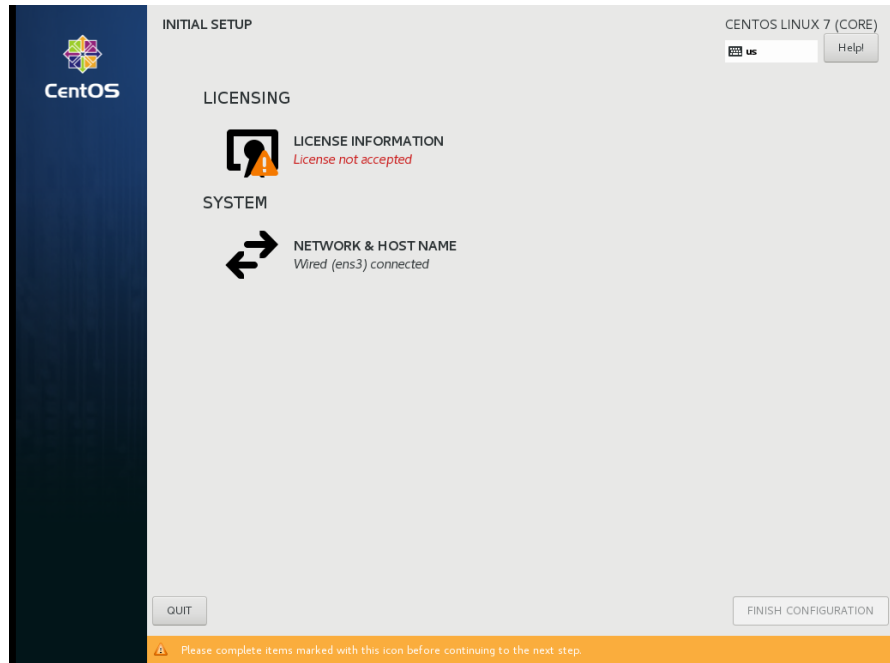 CentOS
INITIAL SETUP
CENTOS LINUX 7 (CORE)
us
Help!
LICENSING
LICENSE INFORMATION
License not accepted
SYSTEM
NETWORK & HOST NAME
Wired (ens3) connected
QUIT
FINISH CONFIGURATION
Please complete items marked with this icon before continuing to the next step.